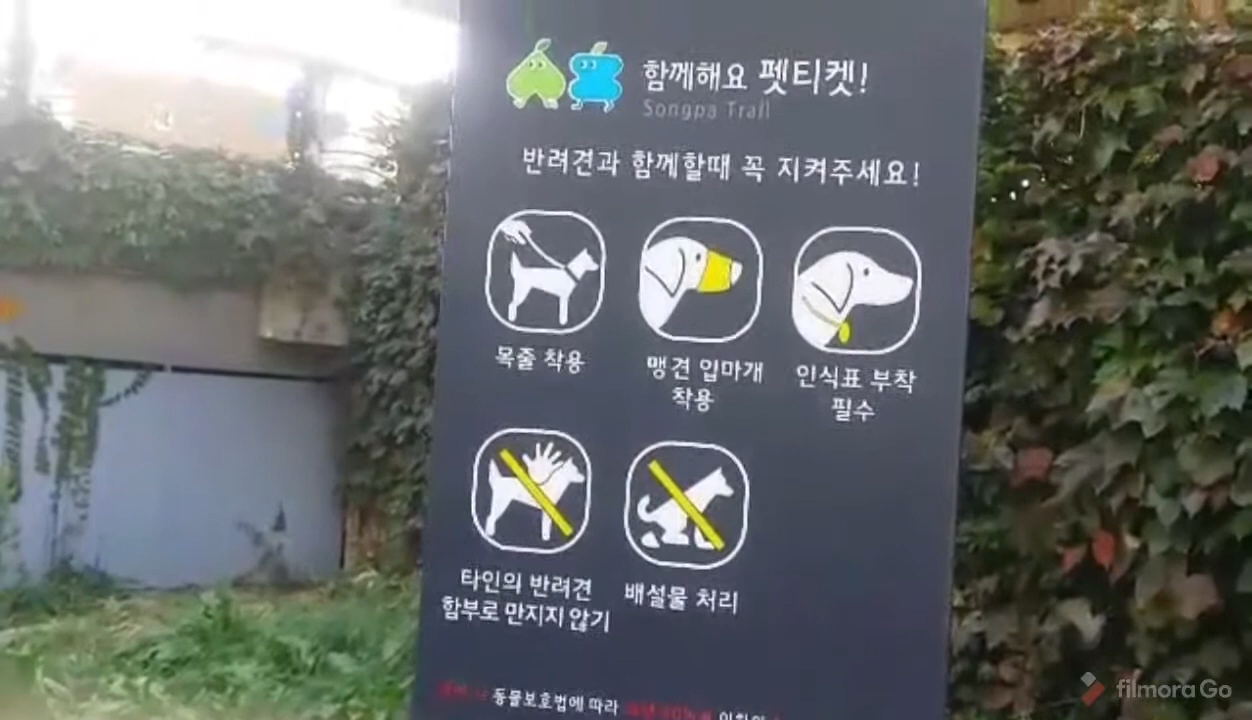 함께해요 펫티켓!
Songpa Trail
반려견과 함께할때 꼭 지켜주세요!
목줄 착용
맹견 입마개
착용
인식표 부착
필수
타인의 반려견
함부로 만지지 않기
배설물 처리
동물보호법에 따라
filmora Go